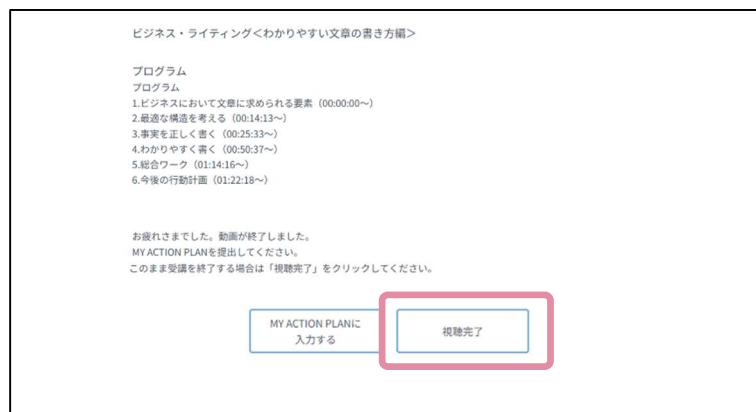 ビジネス・ライティング＜わかりやすい文章の書き方編＞
プログラム
プログラム
1.ビジネスにおいて文章に求められる要素（00:00:00～）
2.最適な構造を考える（00:14:13～）
3.事実を正しく書く（00:25:33～）
4.わかりやすく書く（00:50:37～）
5.総合ワーク（01:14:16～）
6.今後の行動計画（01:22:18～）
お疲れさまでした。動画が終了しました。
MY ACTION PLANを提出してください。
このまま受講を終了する場合は「視聴完了」をクリックしてください。
MY ACTION PLANに
入力する
視聴完了